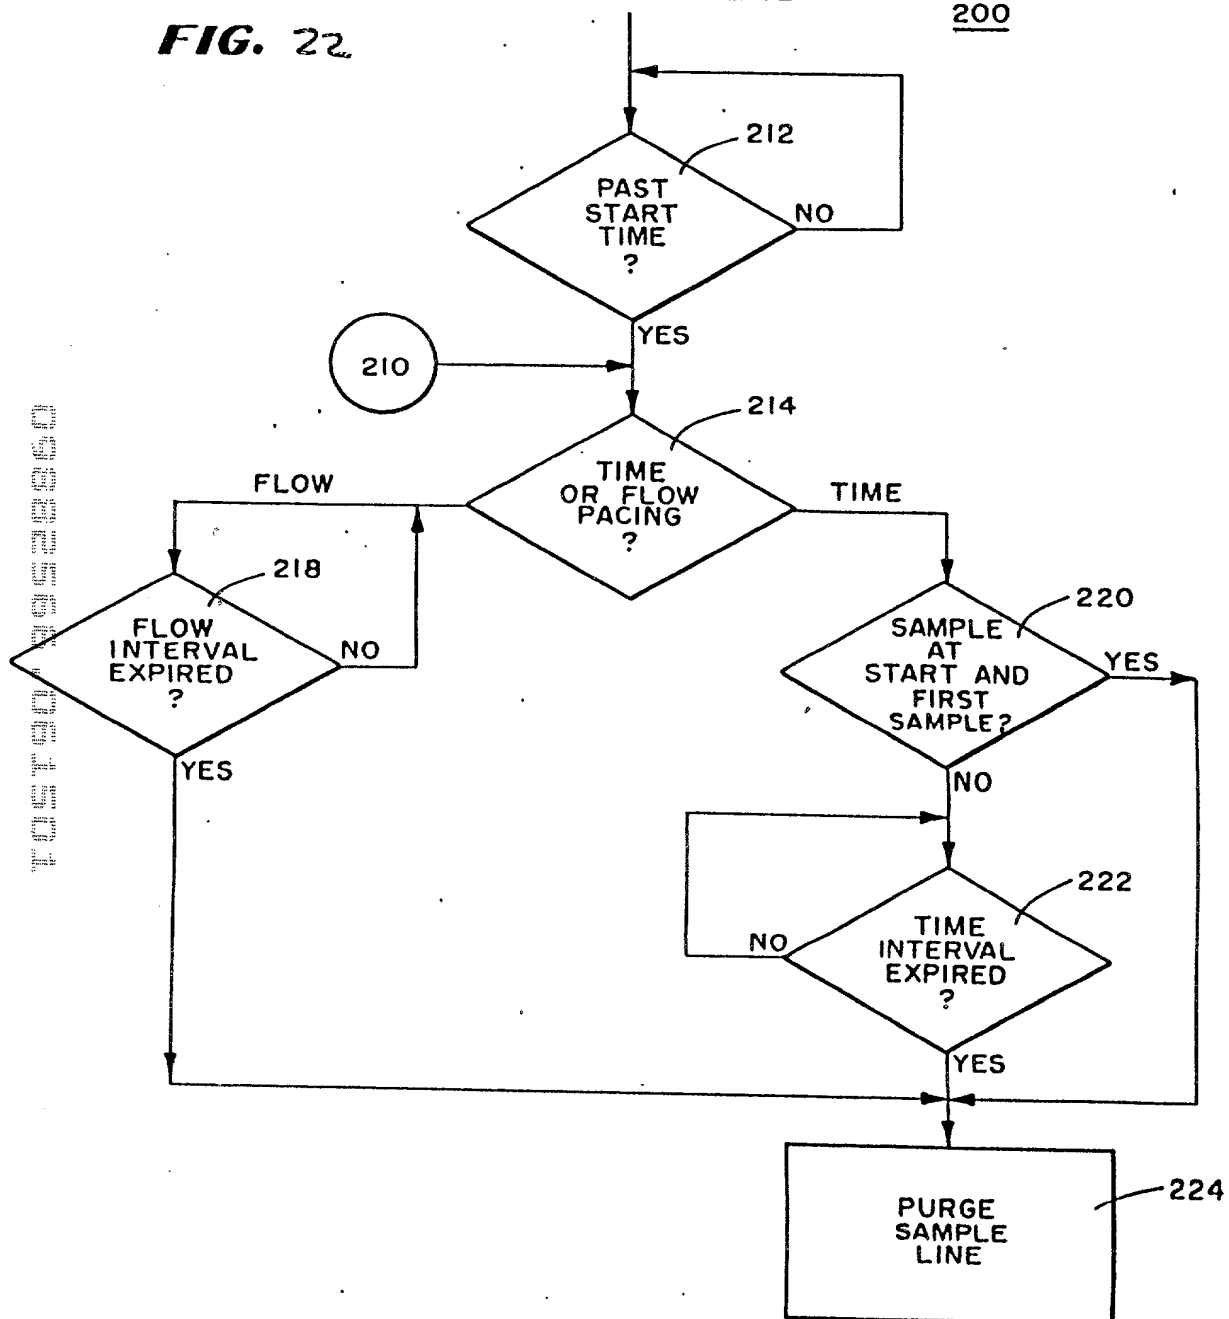 FIG. 22
200
212
PAST
START
TIME
?
NO
YES
210
214
TIME
OR FLOW
PACING
?
FLOW
TIME
218
FLOW
INTERVAL
EXPIRED
?
NO
YES
220
SAMPLE
AT
START AND
FIRST
SAMPLE?
YES
NO
222
TIME
INTERVAL
EXPIRED
?
NO
YES
224
PURGE
SAMPLE
LINE